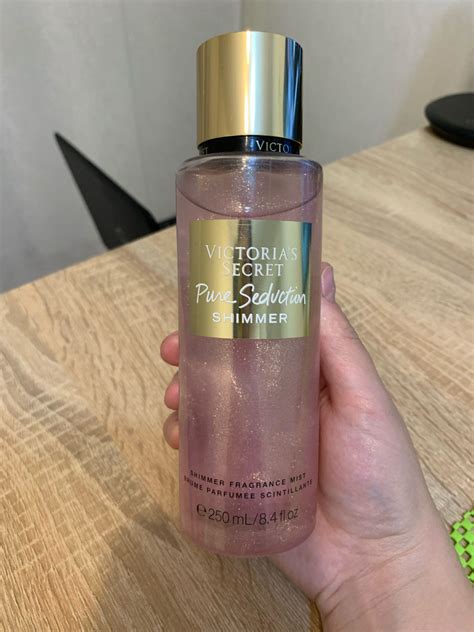 VICTO
VICTORIA'S
SECRET
Pure Seduction
SHIMMER
SHIMMER FRAGRANCE MIST
BRUME PARFUMÉE SCINTILLANTE
℮ 250 mL/8.4 fl oz